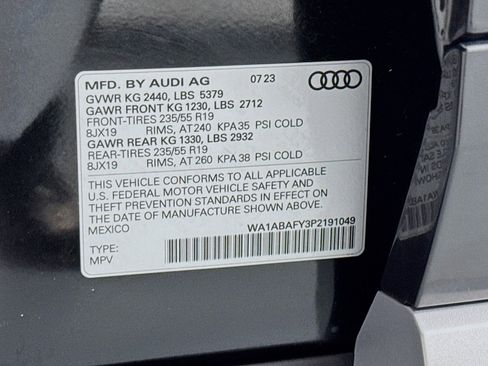 MFD. BY AUDI AG 07/23
GVWR KG 2440, LBS 5379
GAWR FRONT KG 1230, LBS 2712
FRONT-TIRES 235/55 R19
8JX19 RIMS, AT 240 KPA 35 PSI COLD
GAWR REAR KG 1330, LBS 2932
REAR-TIRES 235/55 R19
8JX19 RIMS, AT 260 KPA 38 PSI COLD
THIS VEHICLE CONFORMS TO ALL APPLICABLE
U.S. FEDERAL MOTOR VEHICLE SAFETY AND
THEFT PREVENTION STANDARDS IN EFFECT ON
THE DATE OF MANUFACTURE SHOWN ABOVE.
MEXICO
WA1ABAFY3P2191049
TYPE:
MPV